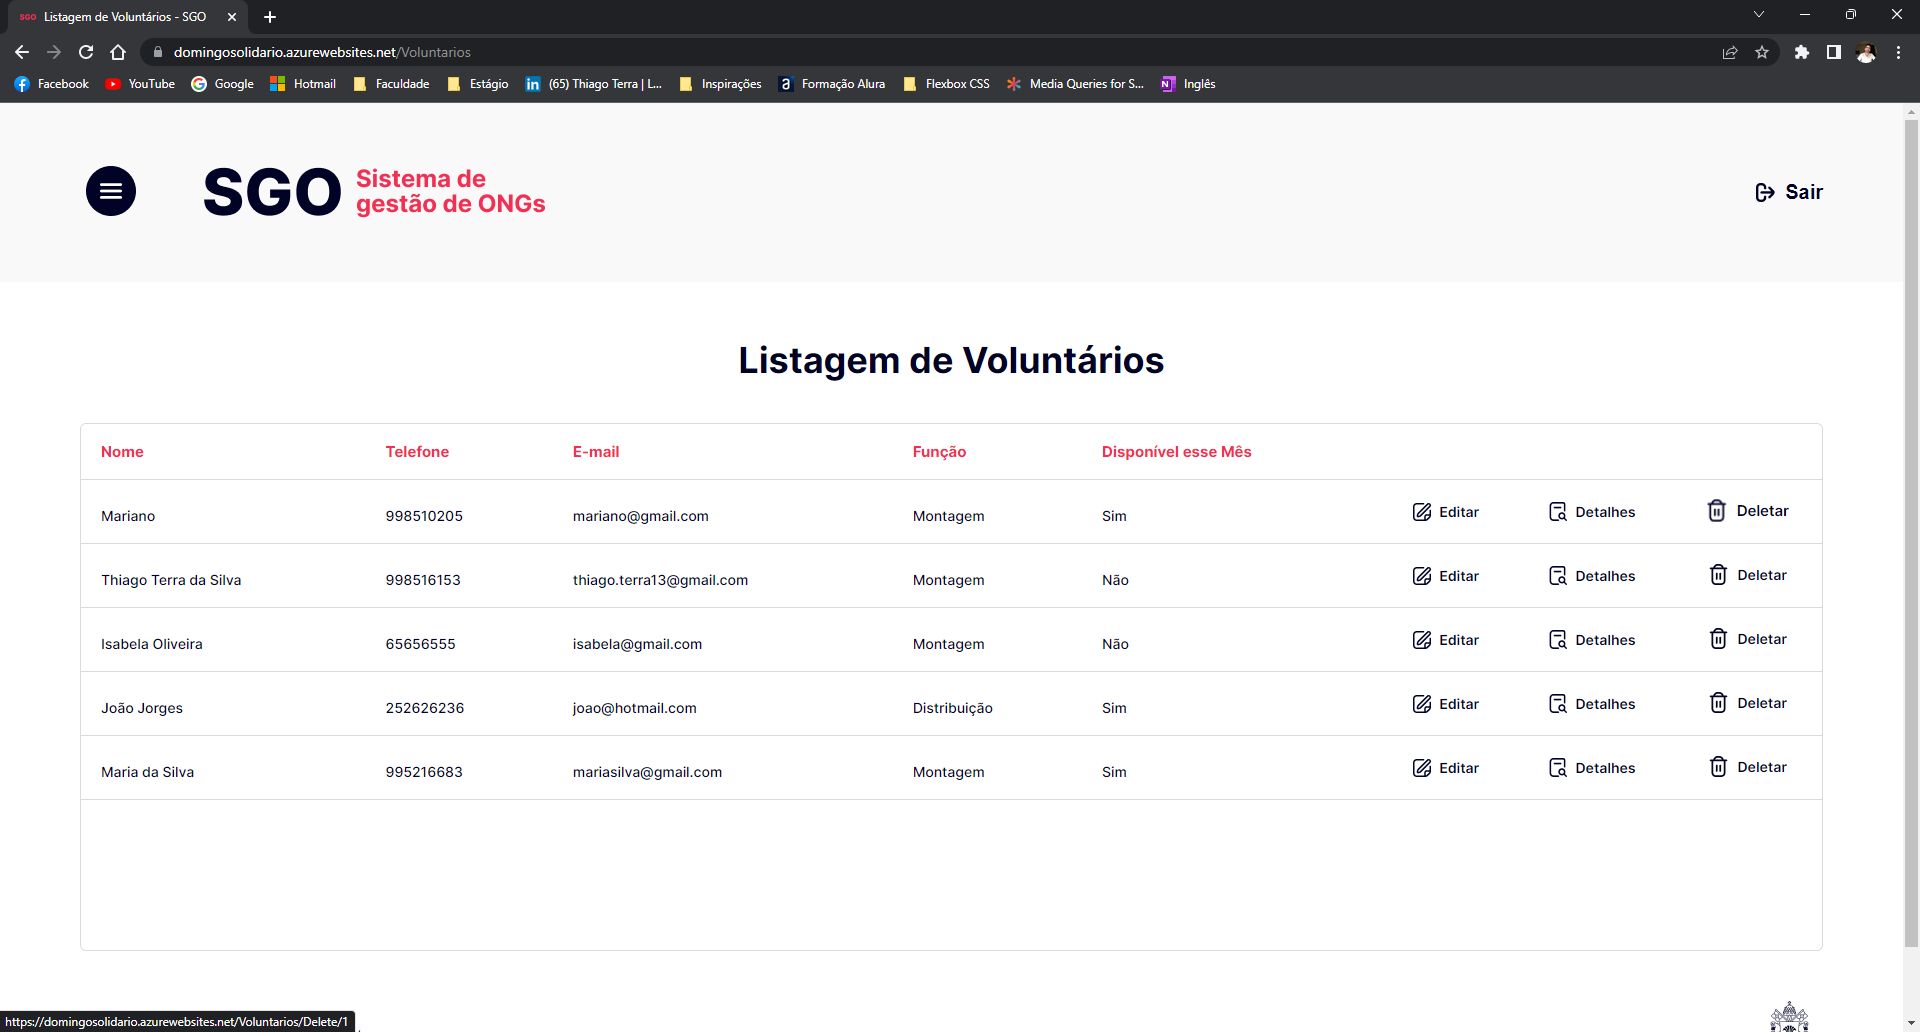 SGO Listagem de Voluntários - SGO
domingosolidario.azurewebsites.net/Voluntarios
Facebook YouTube Google Hotmail Faculdade Estágio (65) Thiago Terra | L... Inspirações Formação Alura Flexbox CSS Media Queries for S... Inglês
SGO Sistema de
gestão de ONGs
Sair
Listagem de Voluntários
Nome Telefone E-mail Função Disponível esse Mês
Mariano 998510205 mariano@gmail.com Montagem Sim Editar Detalhes Deletar
Thiago Terra da Silva 998516153 thiago.terra13@gmail.com Montagem Não Editar Detalhes Deletar
Isabela Oliveira 65656555 isabela@gmail.com Montagem Não Editar Detalhes Deletar
João Jorges 252626236 joao@hotmail.com Distribuição Sim Editar Detalhes Deletar
Maria da Silva 995216683 mariasilva@gmail.com Montagem Sim Editar Detalhes Deletar
https://domingosolidario.azurewebsites.net/Voluntarios/Delete/1